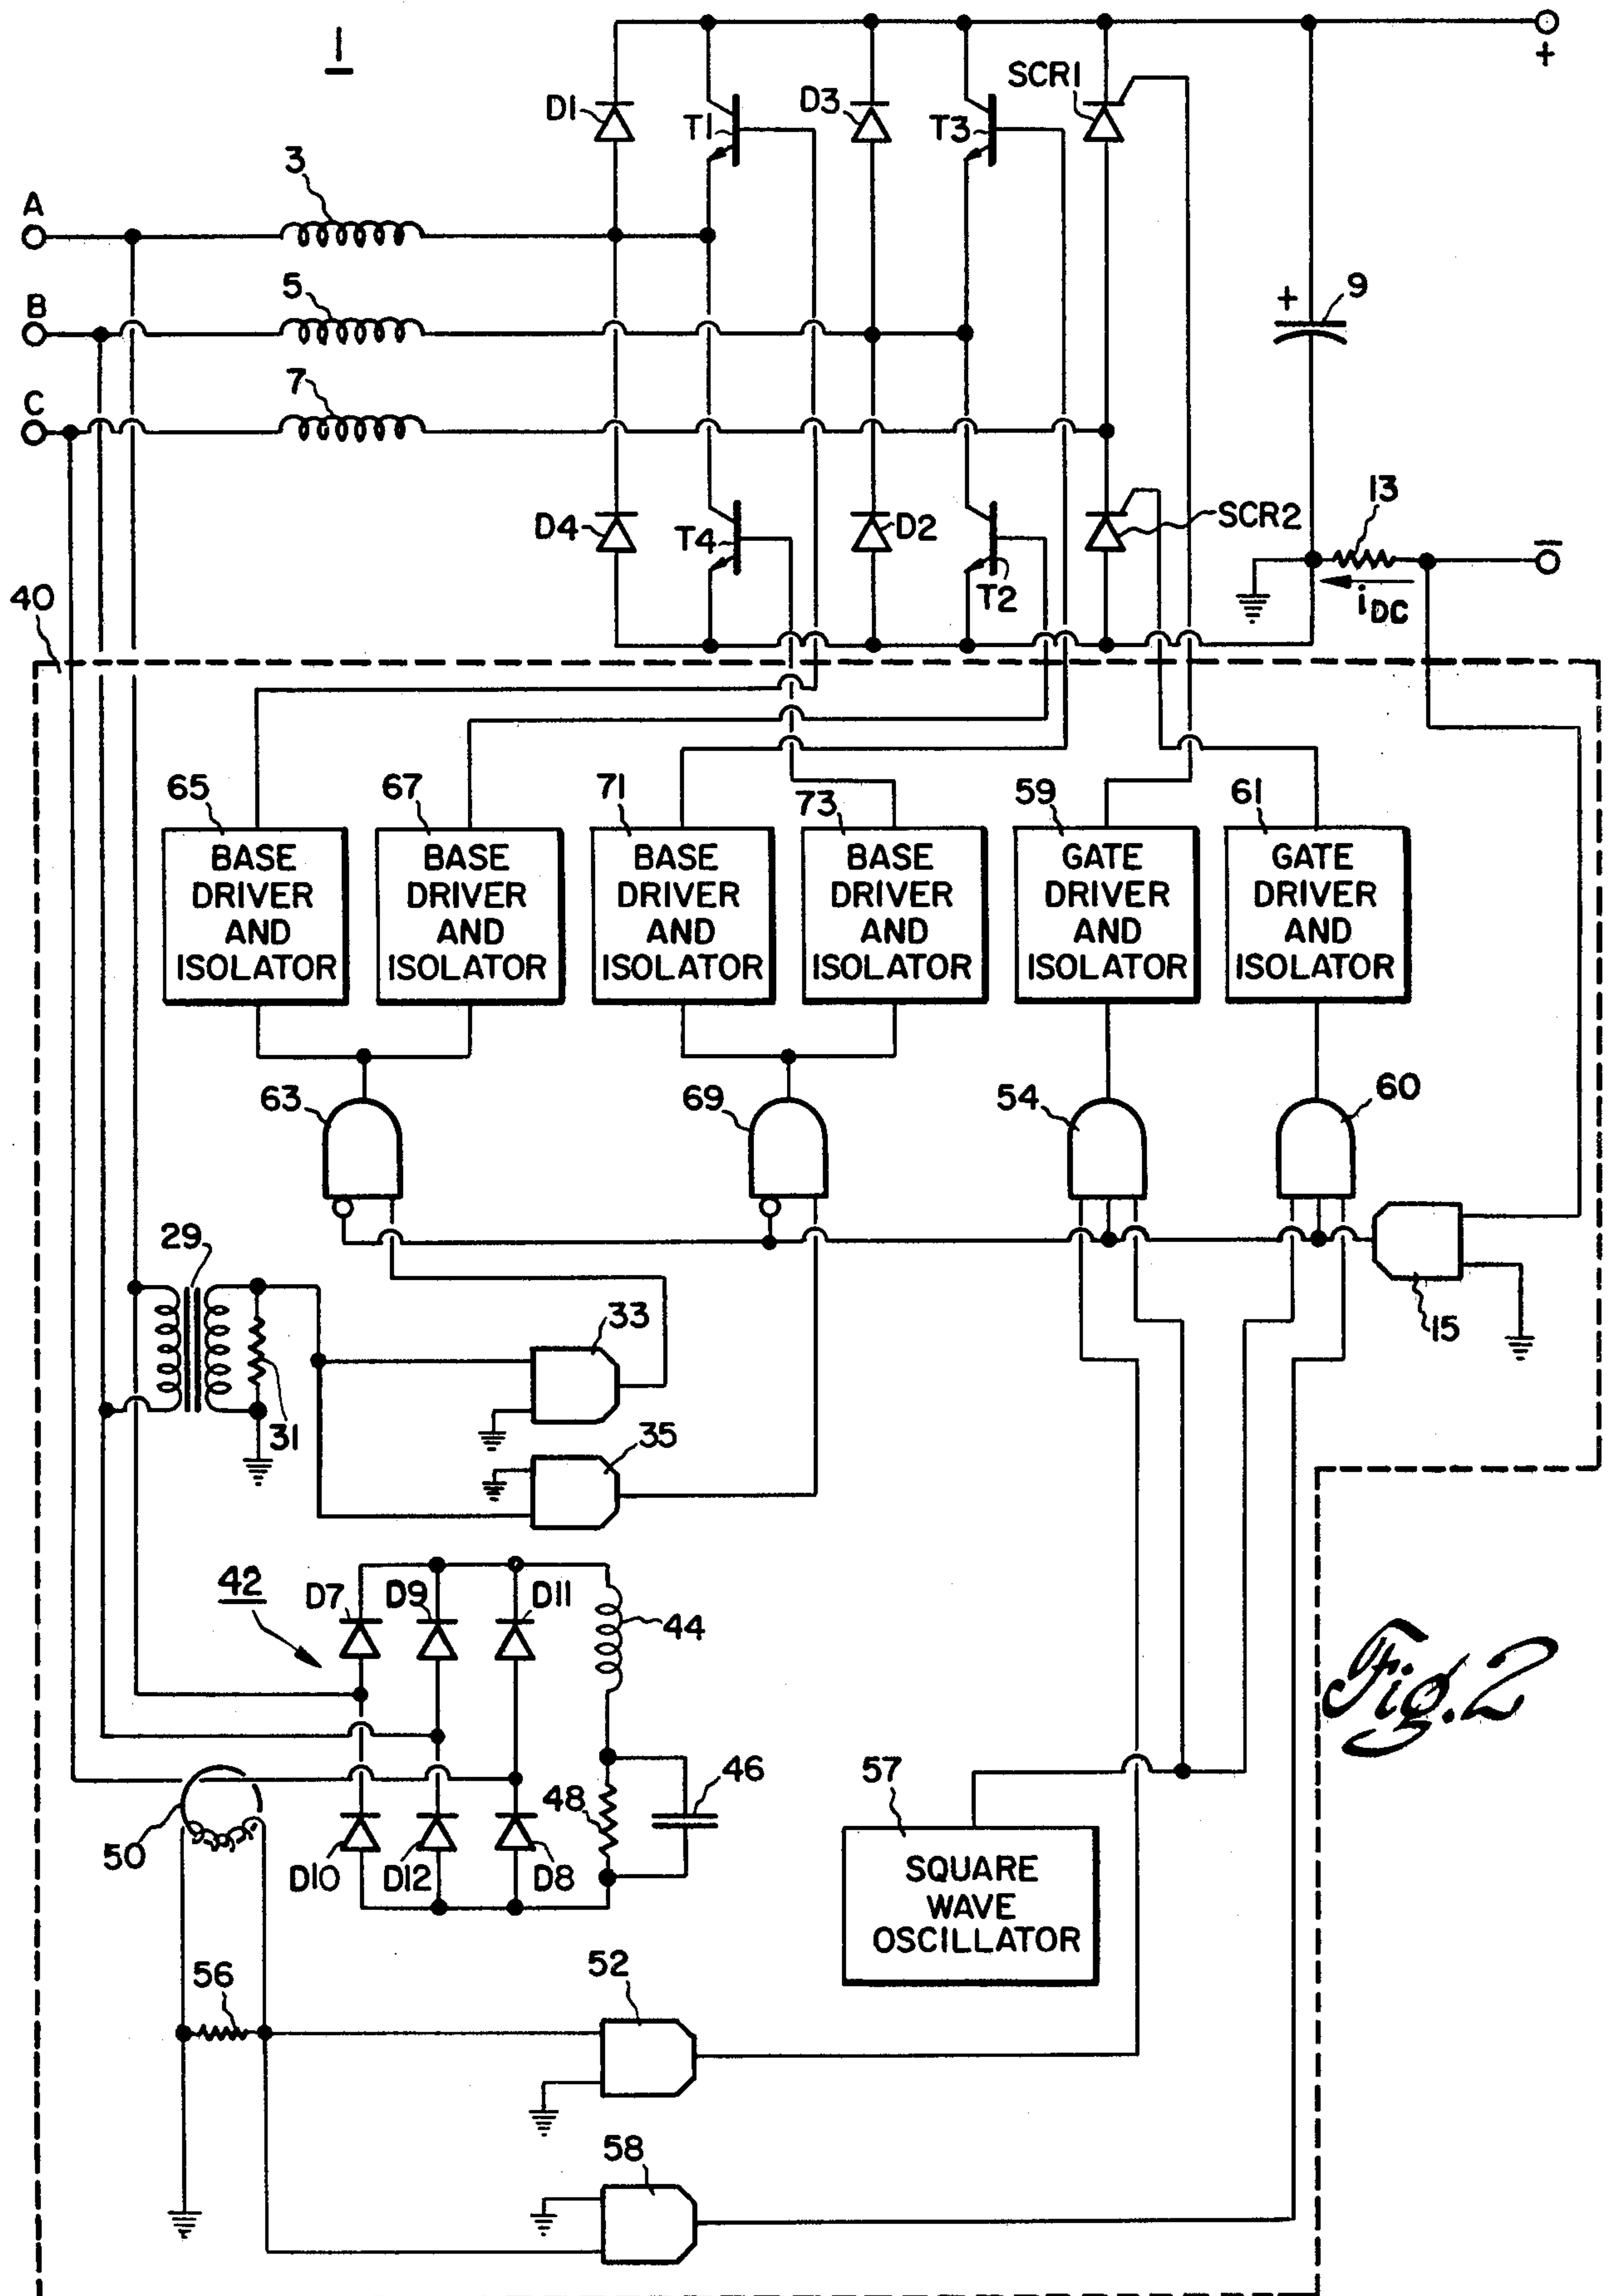 1
+
SCR1
D1
T1
D3
T3
3
A
5
B
+
9
7
C
13
D4
T4
D2
T2
SCR2
−
iDC
40
65
67
71
73
59
61
BASE
DRIVER
AND
ISOLATOR
BASE
DRIVER
AND
ISOLATOR
BASE
DRIVER
AND
ISOLATOR
BASE
DRIVER
AND
ISOLATOR
GATE
DRIVER
AND
ISOLATOR
GATE
DRIVER
AND
ISOLATOR
63
69
54
60
29
33
15
31
35
42
D7
D9
D11
44
Fig. 2
46
48
57
50
D10
D12
D8
SQUARE
WAVE
OSCILLATOR
56
52
58